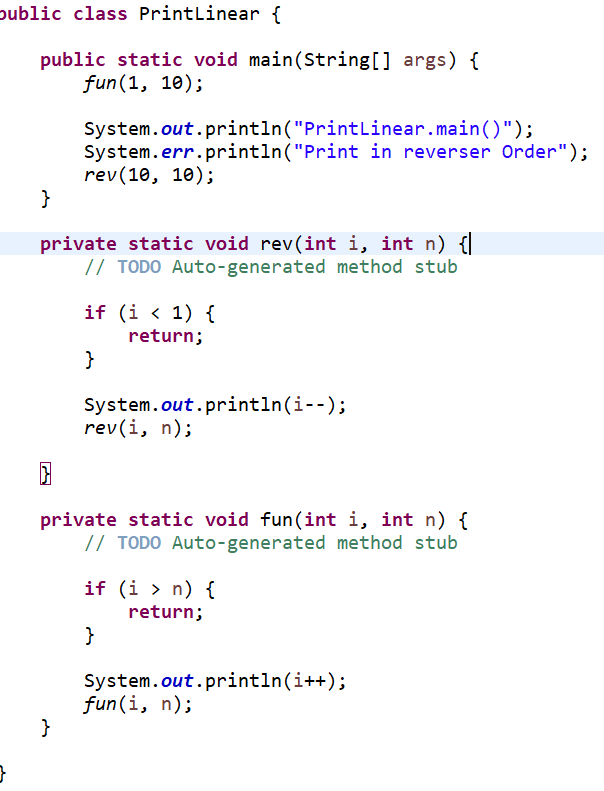 public class PrintLinear {
public static void main(String[] args) {
fun(1, 10);
System.out.println("PrintLinear.main()");
System.err.println("Print in reverser Order");
rev(10, 10);
}
private static void rev(int i, int n) {
// TODO Auto-generated method stub
if (i < 1) {
return;
}
System.out.println(i--);
rev(i, n);
}
private static void fun(int i, int n) {
// TODO Auto-generated method stub
if (i > n) {
return;
}
System.out.println(i++);
fun(i, n);
}
}